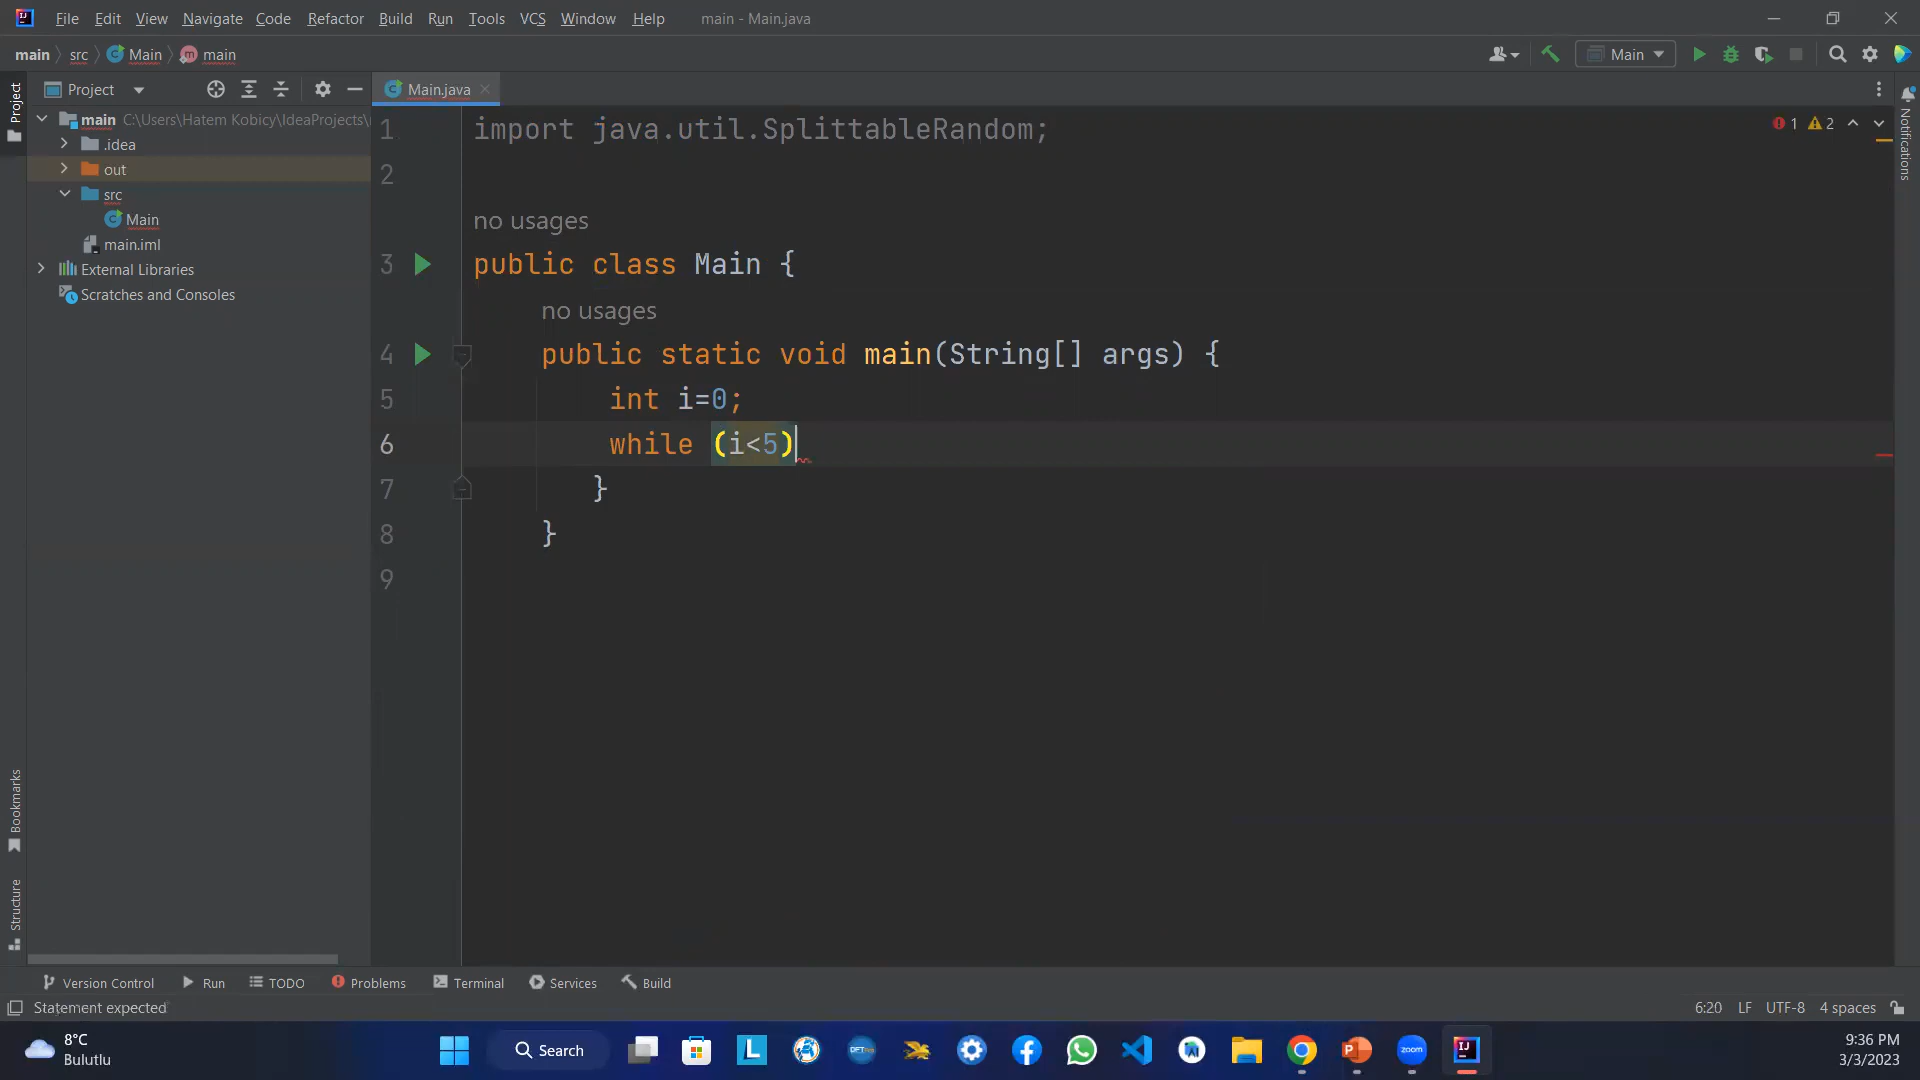 File Edit View Navigate Code Refactor Build Run Tools VCS Window Help main - Main.java
main src Main main Main
Project Main.java
Project
main C:\Users\Hatem Kobicy\IdeaProjects\
.idea
out
src
Main
main.iml
External Libraries
Scratches and Consoles
1 import java.util.SplittableRandom;
2
no usages
3 public class Main {
no usages
4 public static void main(String[] args) {
5 int i=0;
6 while (i<5)
7 }
8 }
9
1 2
Notifications
Bookmarks
Structure
Version Control Run TODO Problems Terminal Services Build
Statement expected 6:20 LF UTF-8 4 spaces
8°C
Bulutlu
Search
zoom
9:36 PM
3/3/2023